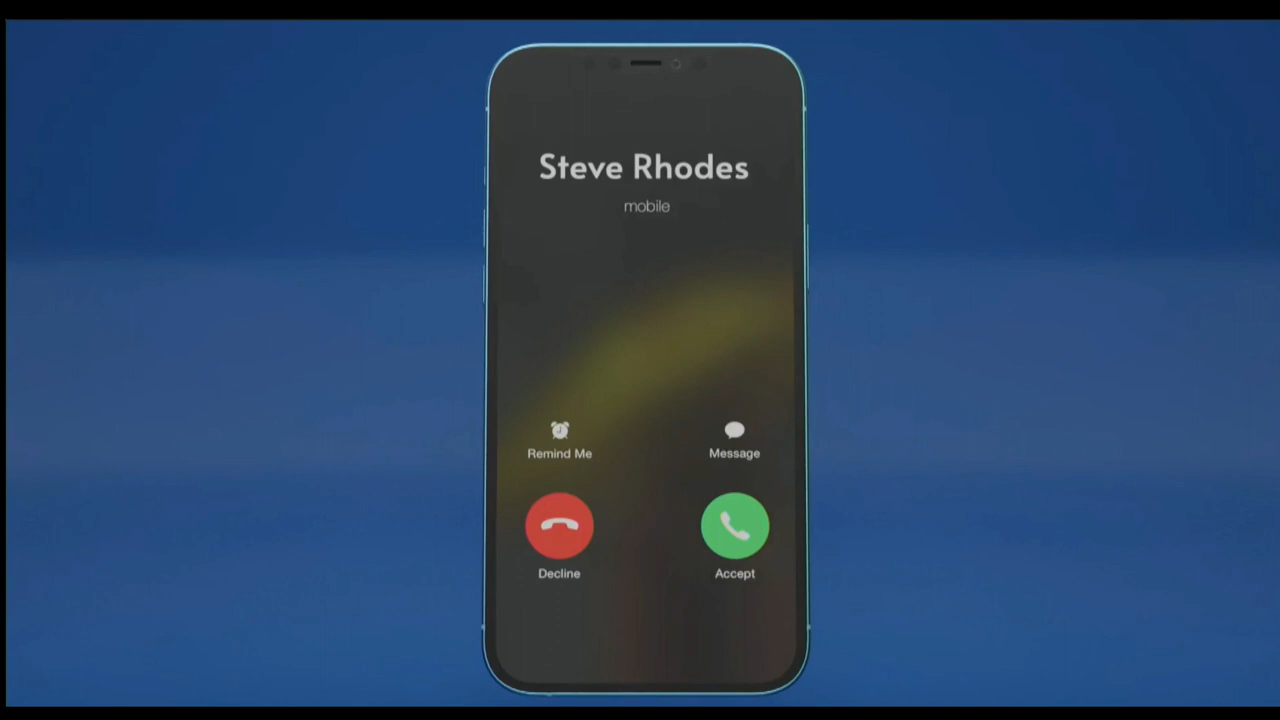 Steve Rhodes
mobile
Remind Me
Message
Decline
Accept